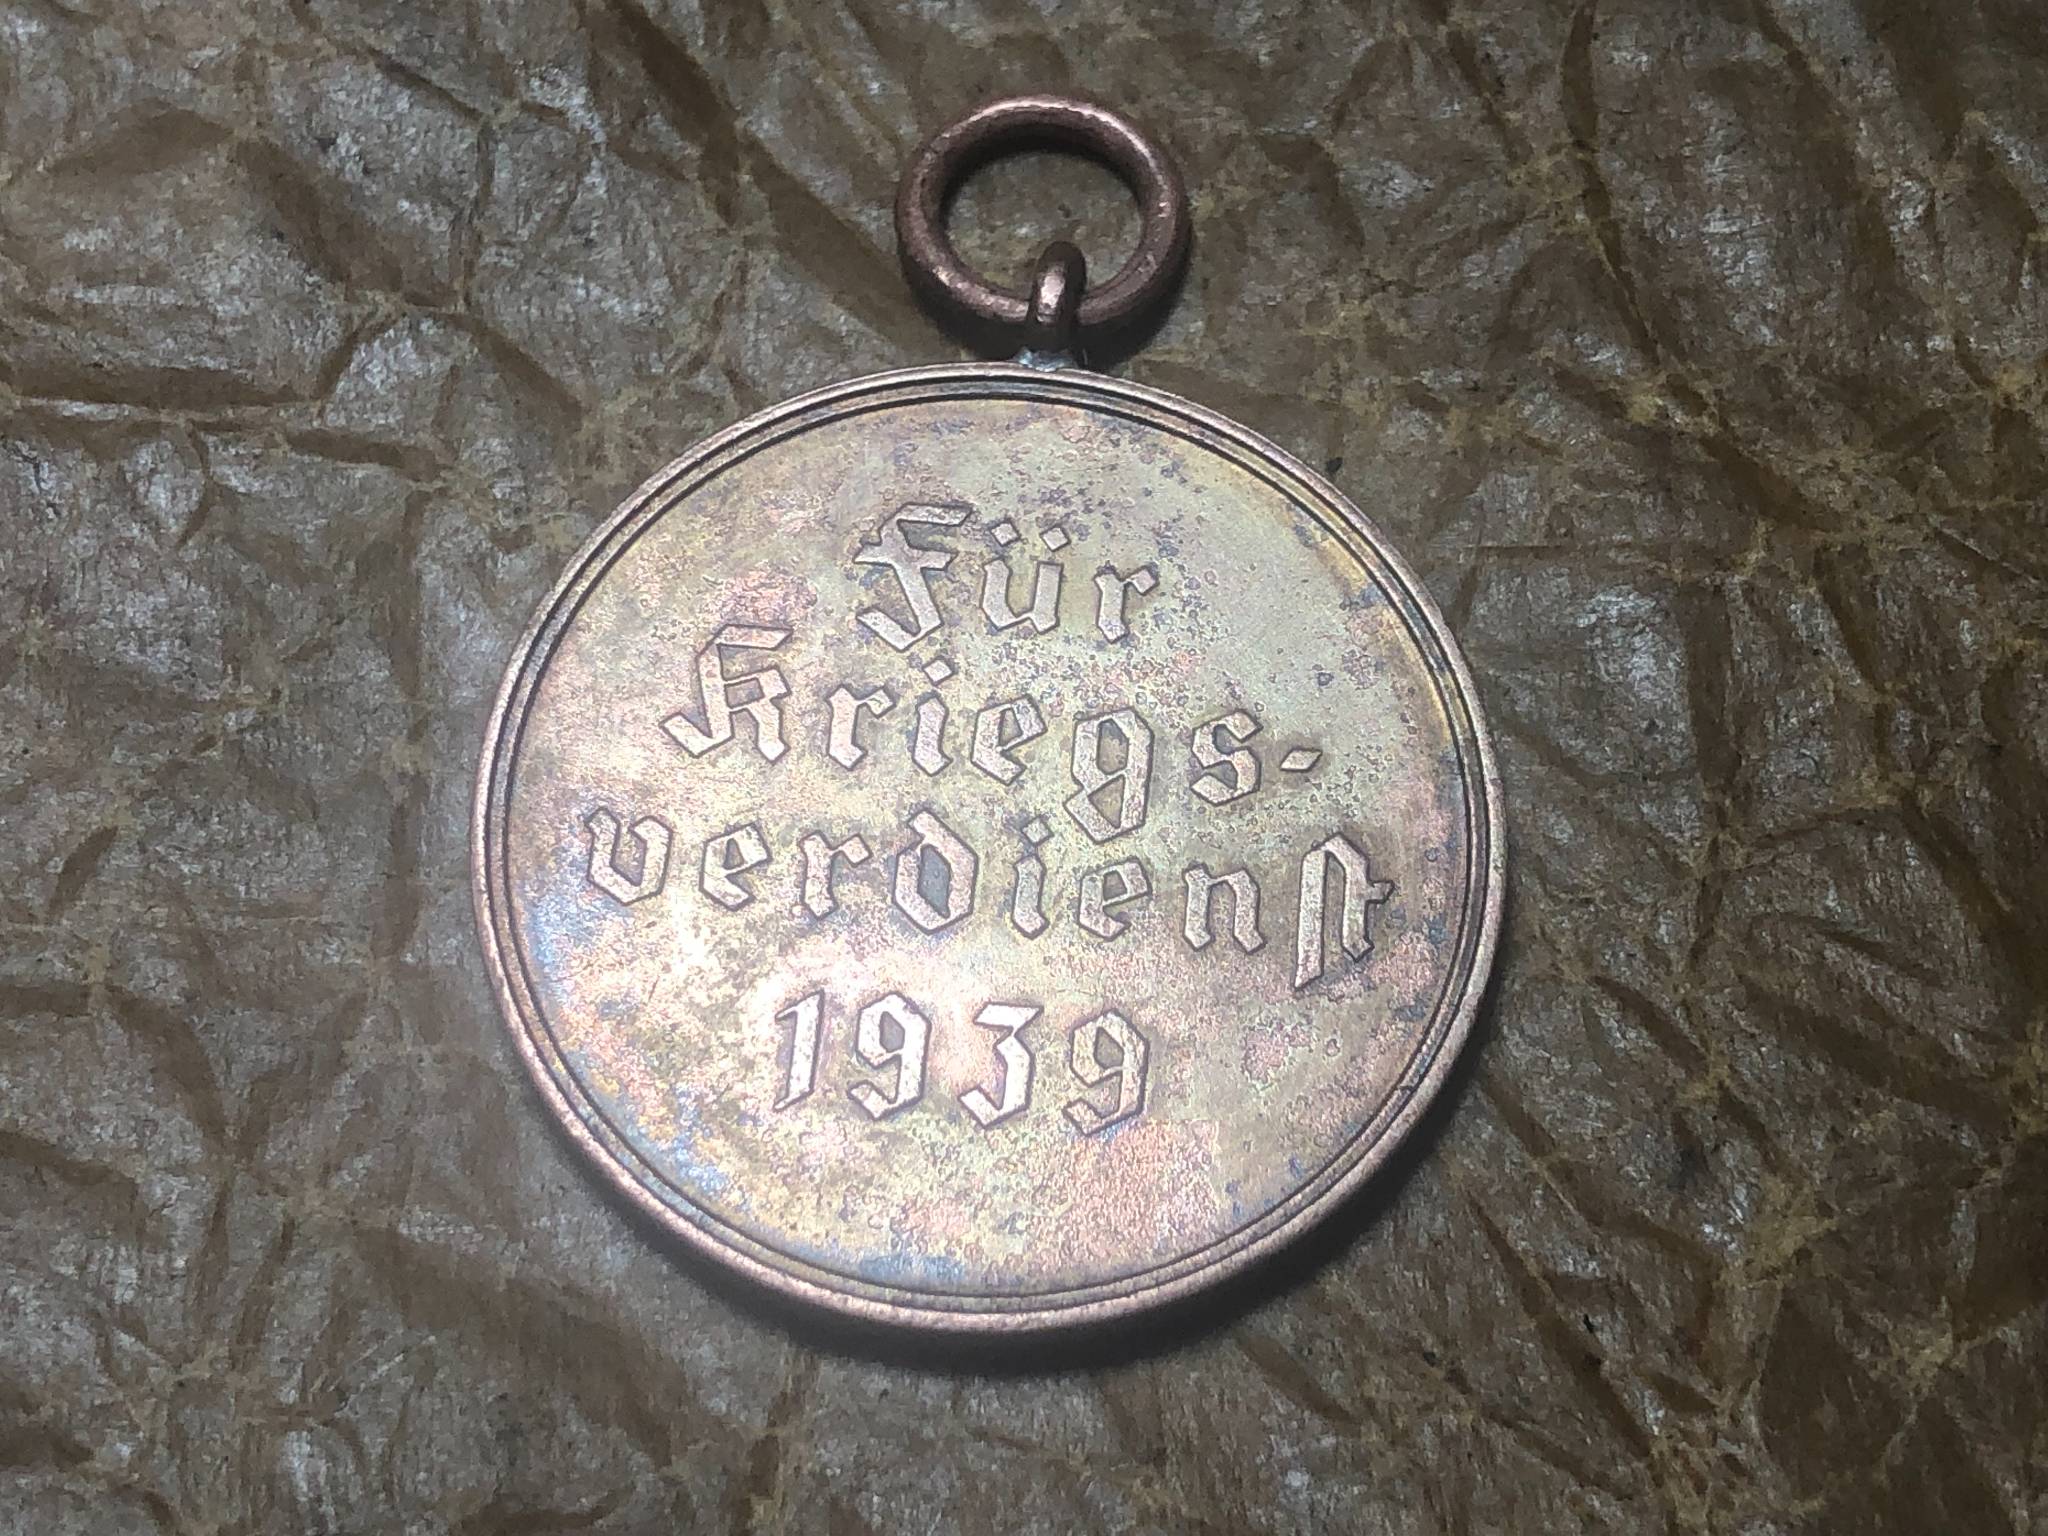 Für
Kriegs-
verdienst
1939